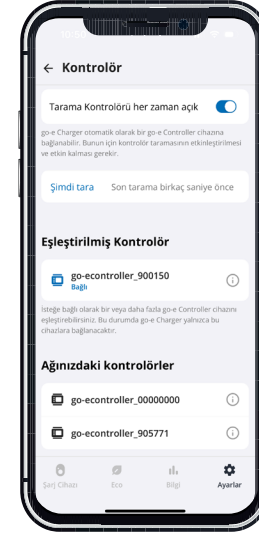 Kontrolör
Tarama Kontrolörü her zaman açık
go-e Charger otomatik olarak bir go-e Controller cihazına
bağlanabilir. Bunun için kontrolör taramasının etkinleştirilmesi
ve etkin kalması gerekir.
Şimdi tara Son tarama birkaç saniye önce
Eşleştirilmiş Kontrolör
go-econtroller_900150
Bağlı
İsteğe bağlı olarak bir veya daha fazla go-e Controller cihazını
eşleştirebilirsiniz. Bu durumda go-e Charger yalnızca bu
cihazlara bağlanacaktır.
Ağınızdaki kontrolörler
go-econtroller_00000000
go-econtroller_905771
Şarj Cihazı Eco Bilgi Ayarlar